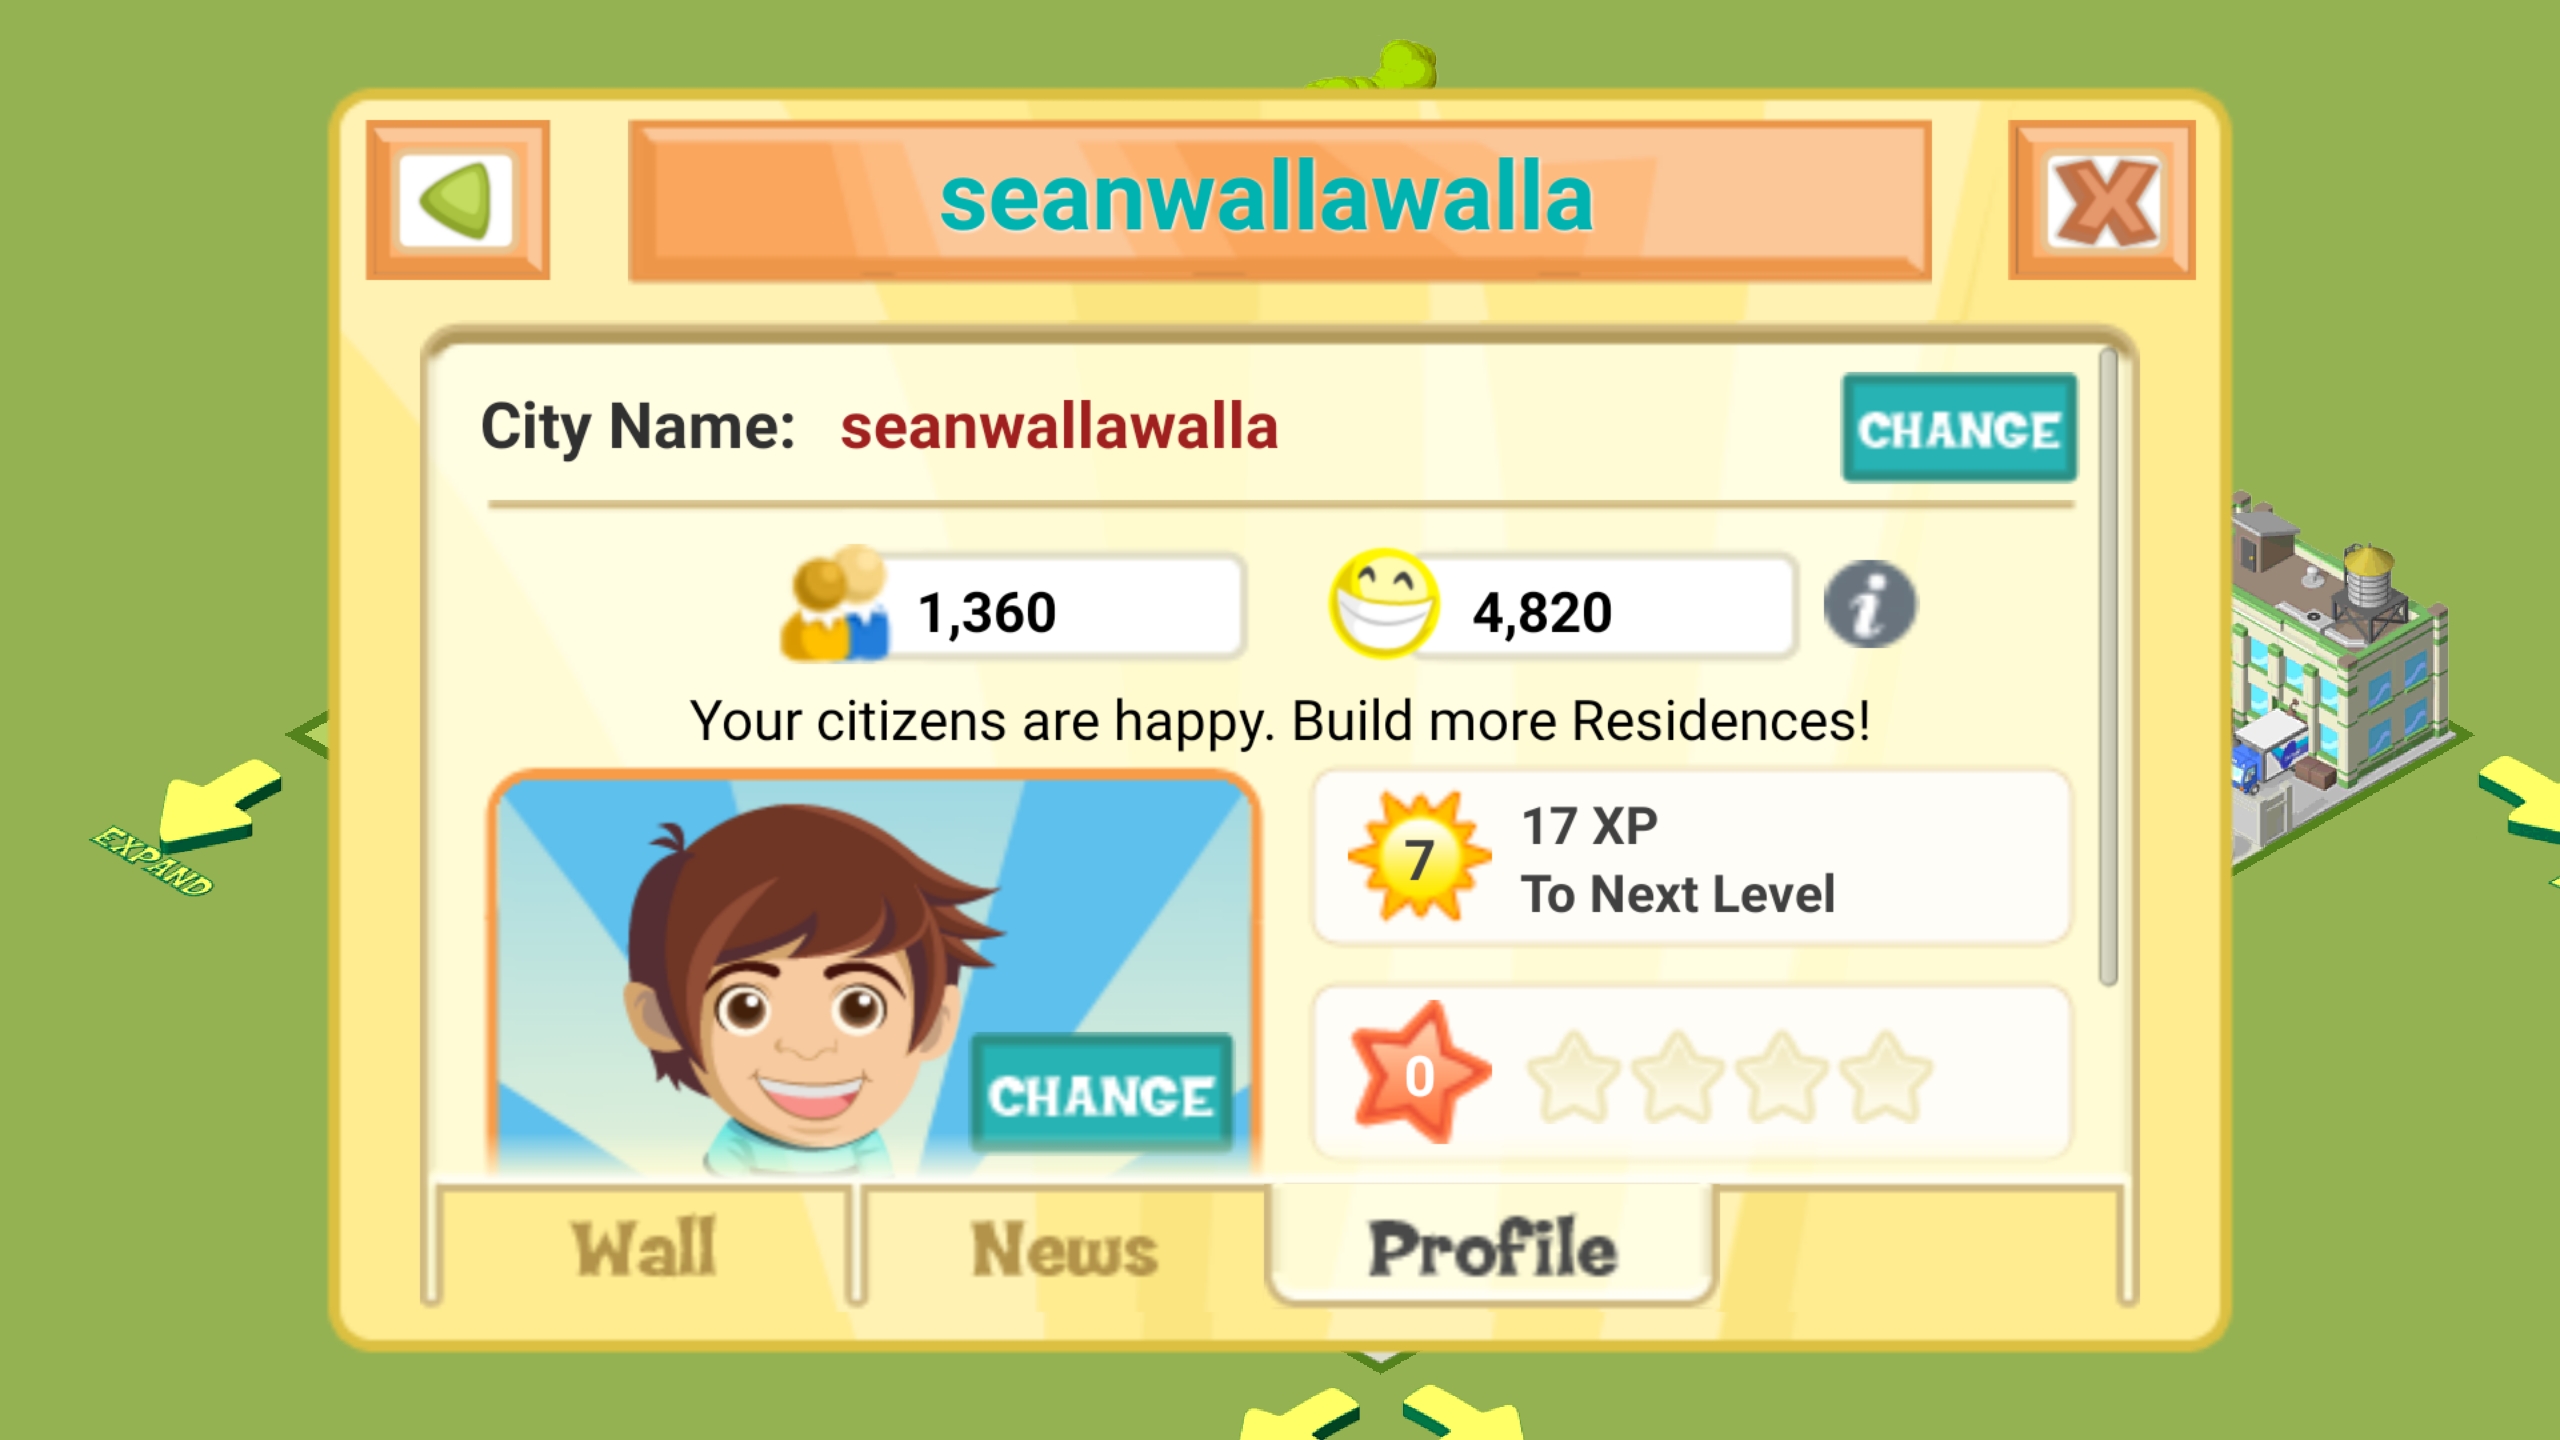 seanwallawalla
City Name: seanwallawalla
CHANGE
1,360
4,820
i
Your citizens are happy. Build more Residences!
7
17 XP
To Next Level
0
CHANGE
EXPAND
Wall
News
Profile